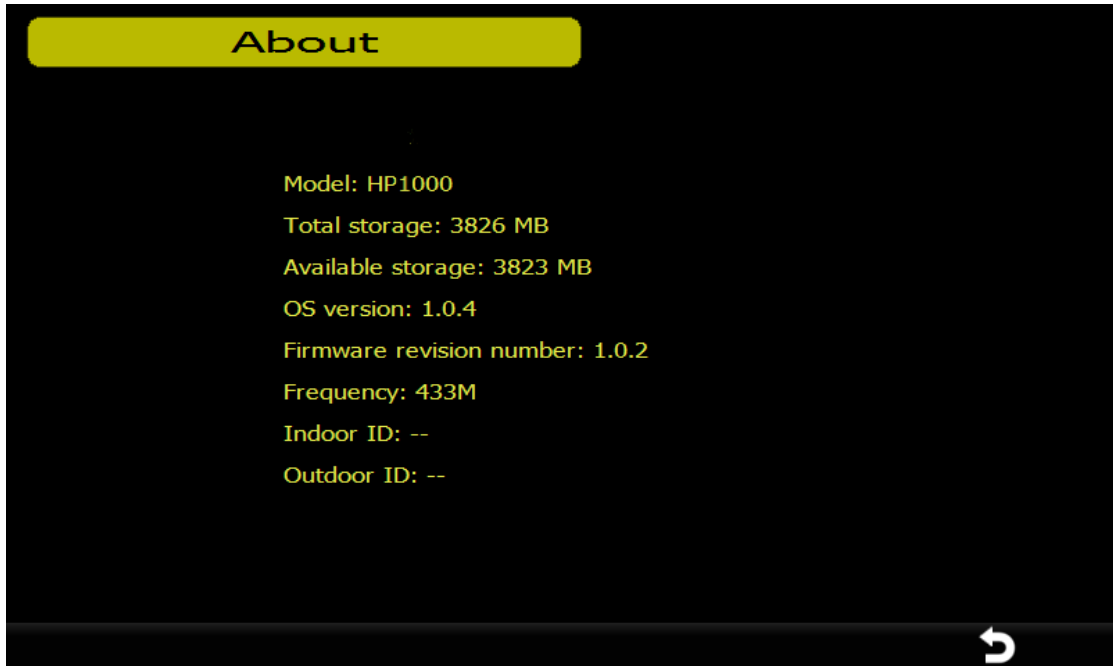 About
Model: HP1000
Total storage: 3826 MB
Available storage: 3823 MB
OS version: 1.0.4
Firmware revision number: 1.0.2
Frequency: 433M
Indoor ID: --
Outdoor ID: --